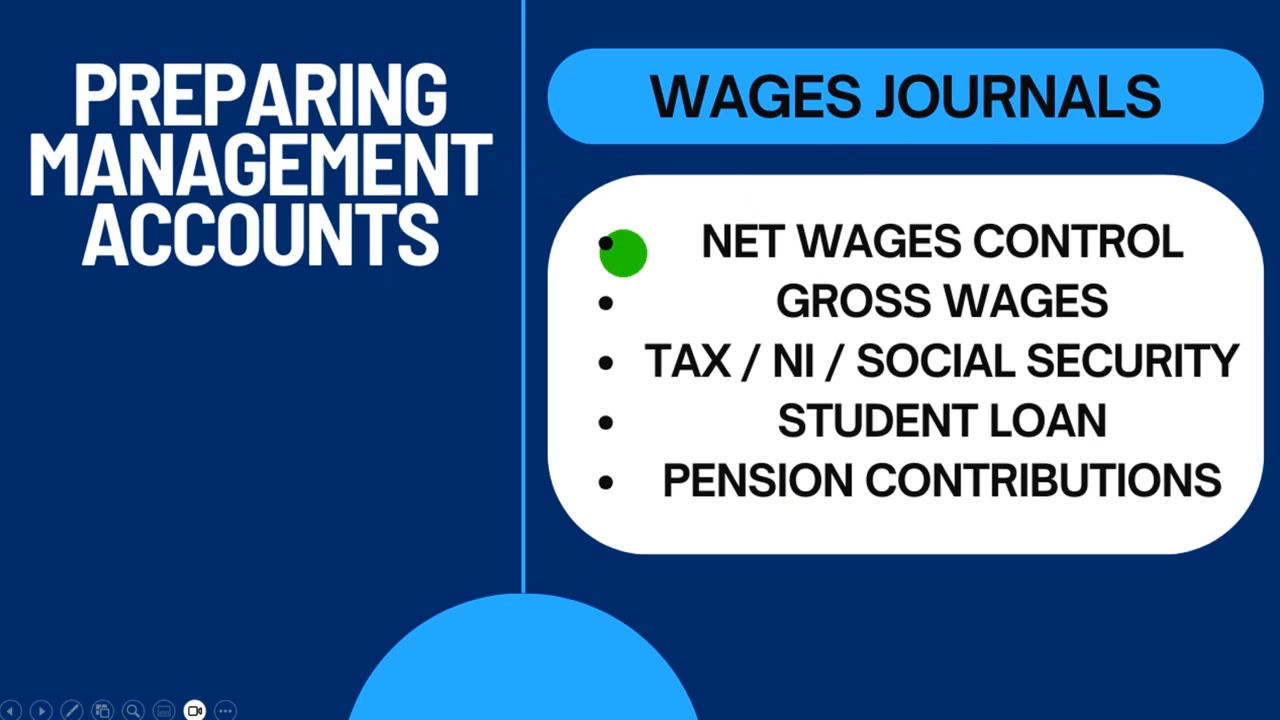 PREPARING
MANAGEMENT
ACCOUNTS
WAGES JOURNALS
NET WAGES CONTROL
GROSS WAGES
TAX / NI / SOCIAL SECURITY
STUDENT LOAN
PENSION CONTRIBUTIONS